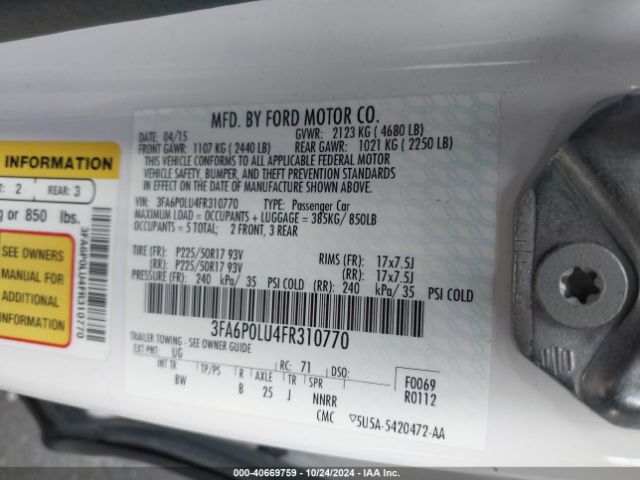 MFD. BY FORD MOTOR CO.
DATE: 04/15 GVWR: 2123 KG ( 4680 LB)
FRONT GAWR: 1107 KG ( 2440 LB) REAR GAWR: 1021 KG ( 2250 LB)
THIS VEHICLE CONFORMS TO ALL APPLICABLE FEDERAL MOTOR
VEHICLE SAFETY, BUMPER, AND THEFT PREVENTION STANDARDS
IN EFFECT ON THE DATE OF MANUFACTURE SHOWN ABOVE.
VIN: 3FA6P0LU4FR310770 TYPE: Passenger Car
MAXIMUM LOAD = OCCUPANTS + LUGGAGE = 385KG/ 850LB
OCCUPANTS = 5 TOTAL; 2 FRONT, 3 REAR
TIRE (FR): P225/50R17 93V RIMS (FR): 17x7.5J
(RR): P225/50R17 93V (RR): 17x7.5J
PRESSURE (FR): 240 kPa/ 35 PSI COLD (RR): 240 kPa/ 35 PSI COLD
3FA6P0LU4FR310770
TRAILER TOWING - SEE OWNER GUIDE
EXT PNT: UG RC: 71 DSO: F0069
INT TR TP/PS R AXLE TR SPR R0112
BW B 25 J NNRR
CMC ▽5U5A-5420472-AA
INFORMATION
: 2 REAR: 3
g or 850 lbs.
SEE OWNERS
MANUAL FOR
ADDITIONAL
INFORMATION
3FA6P0LU4FR310770
000-40669759 - 10/24/2024 - IAA Inc.